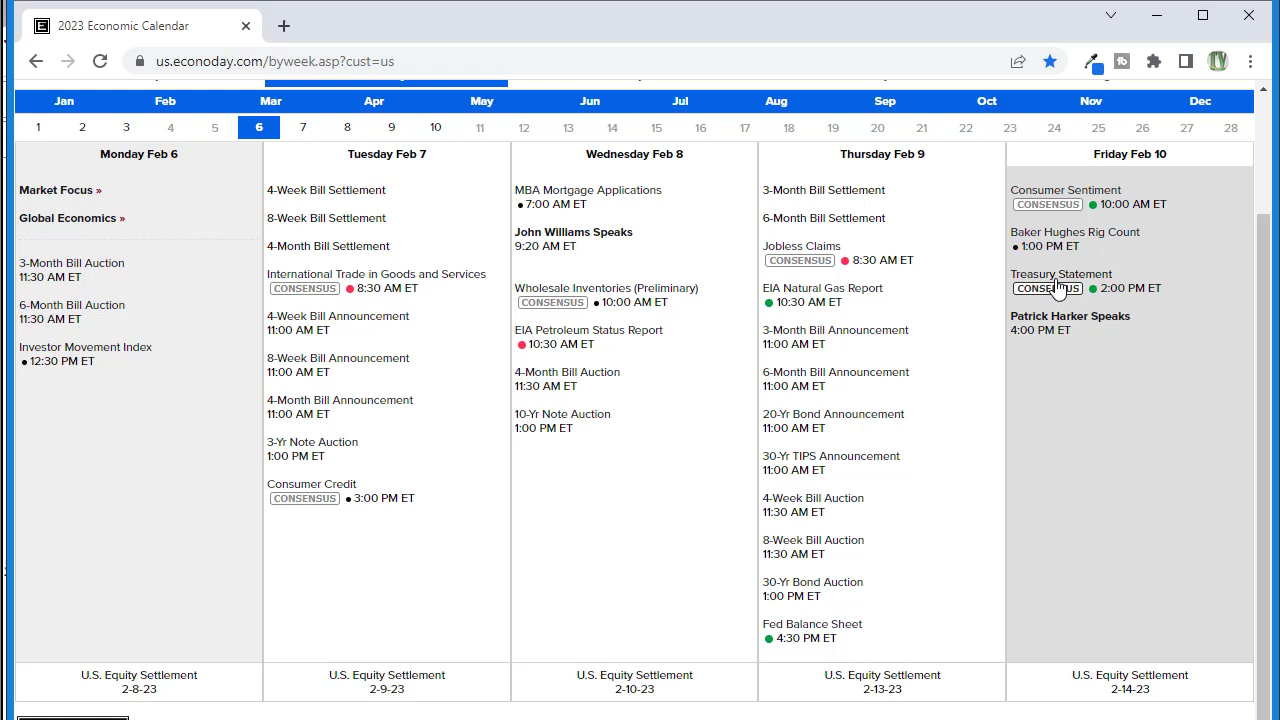 2023 Economic Calendar
us.econoday.com/byweek.asp?cust=us
Jan Feb Mar Apr May Jun Jul Aug Sep Oct Nov Dec
1 2 3 4 5 6 7 8 9 10 11 12 13 14 15 16 17 18 19 20 21 22 23 24 25 26 27 28
Monday Feb 6
Market Focus »
Global Economics »
3-Month Bill Auction
11:30 AM ET
6-Month Bill Auction
11:30 AM ET
Investor Movement Index
12:30 PM ET
U.S. Equity Settlement
2-8-23
Tuesday Feb 7
4-Week Bill Settlement
8-Week Bill Settlement
4-Month Bill Settlement
International Trade in Goods and Services
CONSENSUS 8:30 AM ET
4-Week Bill Announcement
11:00 AM ET
8-Week Bill Announcement
11:00 AM ET
4-Month Bill Announcement
11:00 AM ET
3-Yr Note Auction
1:00 PM ET
Consumer Credit
CONSENSUS 3:00 PM ET
U.S. Equity Settlement
2-9-23
Wednesday Feb 8
MBA Mortgage Applications
7:00 AM ET
John Williams Speaks
9:20 AM ET
Wholesale Inventories (Preliminary)
CONSENSUS 10:00 AM ET
EIA Petroleum Status Report
10:30 AM ET
4-Month Bill Auction
11:30 AM ET
10-Yr Note Auction
1:00 PM ET
U.S. Equity Settlement
2-10-23
Thursday Feb 9
3-Month Bill Settlement
6-Month Bill Settlement
Jobless Claims
CONSENSUS 8:30 AM ET
EIA Natural Gas Report
10:30 AM ET
3-Month Bill Announcement
11:00 AM ET
6-Month Bill Announcement
11:00 AM ET
20-Yr Bond Announcement
11:00 AM ET
30-Yr TIPS Announcement
11:00 AM ET
4-Week Bill Auction
11:30 AM ET
8-Week Bill Auction
11:30 AM ET
30-Yr Bond Auction
1:00 PM ET
Fed Balance Sheet
4:30 PM ET
U.S. Equity Settlement
2-13-23
Friday Feb 10
Consumer Sentiment
CONSENSUS 10:00 AM ET
Baker Hughes Rig Count
1:00 PM ET
Treasury Statement
CONSENSUS 2:00 PM ET
Patrick Harker Speaks
4:00 PM ET
U.S. Equity Settlement
2-14-23